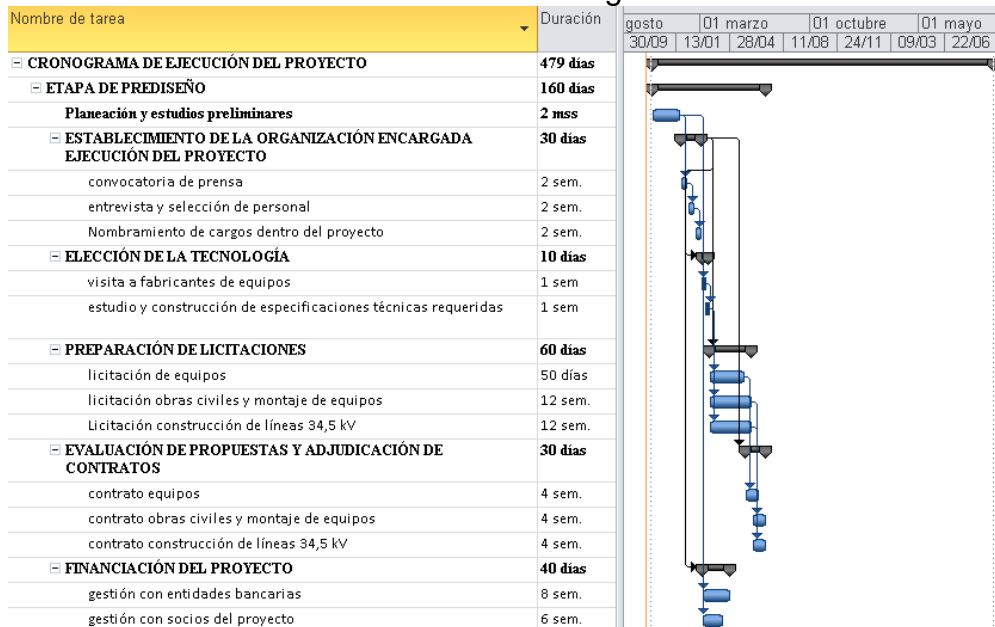 Nombre de tarea Duración
gosto 01 marzo 01 octubre 01 mayo
30/09 13/01 28/04 11/08 24/11 09/03 22/06
CRONOGRAMA DE EJECUCIÓN DEL PROYECTO 479 días
ETAPA DE PREDISEÑO 160 días
Planeación y estudios preliminares 2 mss
ESTABLECIMIENTO DE LA ORGANIZACIÓN ENCARGADA 30 días
EJECUCIÓN DEL PROYECTO
convocatoria de prensa 2 sem.
entrevista y selección de personal 2 sem.
Nombramiento de cargos dentro del proyecto 2 sem.
ELECCIÓN DE LA TECNOLOGÍA 10 días
visita a fabricantes de equipos 1 sem
estudio y construcción de especificaciones técnicas requeridas 1 sem
PREPARACIÓN DE LICITACIONES 60 días
licitación de equipos 50 días
licitación obras civiles y montaje de equipos 12 sem.
Licitación construcción de líneas 34,5 kV 12 sem.
EVALUACIÓN DE PROPUESTAS Y ADJUDICACIÓN DE 30 días
CONTRATOS
contrato equipos 4 sem.
contrato obras civiles y montaje de equipos 4 sem.
contrato construcción de líneas 34,5 kV 4 sem.
FINANCIACIÓN DEL PROYECTO 40 días
gestión con entidades bancarias 8 sem.
gestión con socios del proyecto 6 sem.